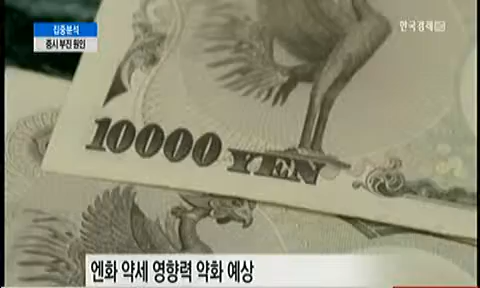 집중분석
증시 부진 원인
한국경제TV
10000 YEN
엔화 약세 영향력 약화 예상